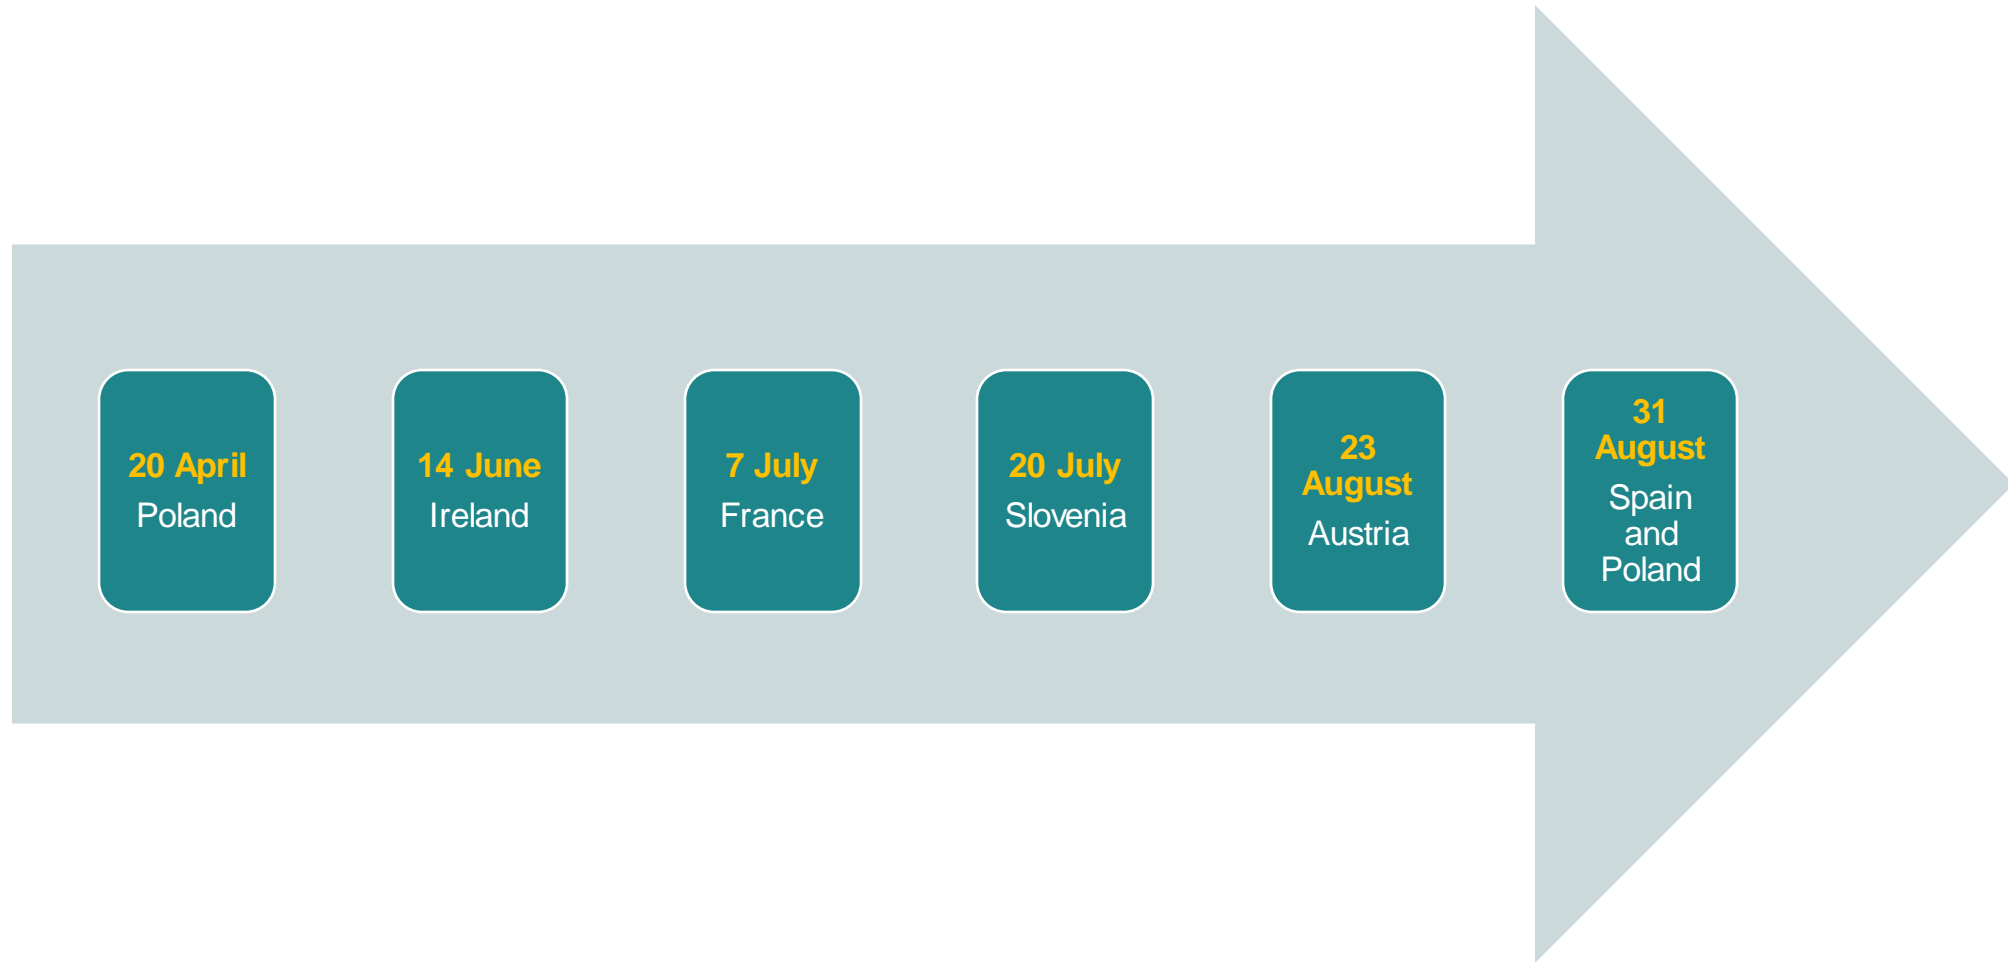 20 April
Poland
14 June
Ireland
7 July
France
20 July
Slovenia
23
August
Austria
31
August
Spain
and
Poland